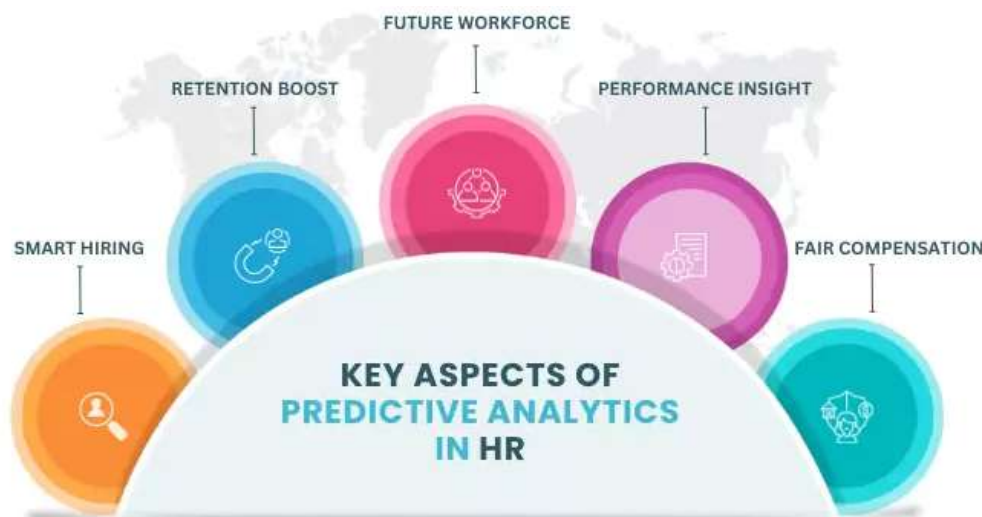 FUTURE WORKFORCE
RETENTION BOOST
PERFORMANCE INSIGHT
SMART HIRING
FAIR COMPENSATION
KEY ASPECTS OF
PREDICTIVE ANALYTICS
IN HR